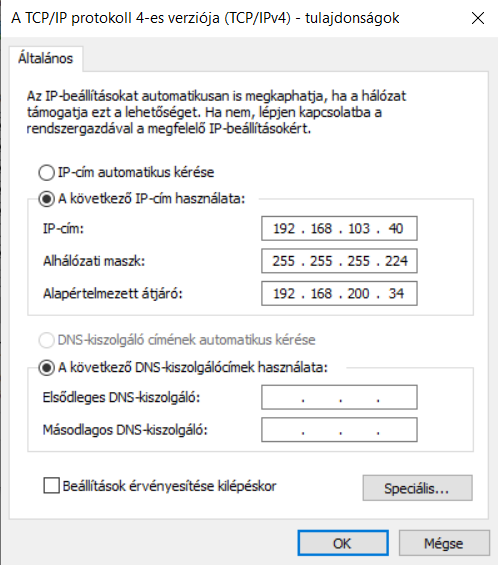 A TCP/IP protokoll 4-es verziója (TCP/IPv4) - tulajdonságok
Általános
Az IP-beállításokat automatikusan is megkaphatja, ha a hálózat
támogatja ezt a lehetőséget. Ha nem, lépjen kapcsolatba a
rendszergazdával a megfelelő IP-beállításokért.
IP-cím automatikus kérése
A következő IP-cím használata:
IP-cím: 192 . 168 . 103 . 40
Alhálózati maszk: 255 . 255 . 255 . 224
Alapértelmezett átjáró: 192 . 168 . 200 . 34
DNS-kiszolgáló címének automatikus kérése
A következő DNS-kiszolgálócímek használata:
Elsődleges DNS-kiszolgáló: . . .
Másodlagos DNS-kiszolgáló: . . .
Beállítások érvényesítése kilépéskor
Speciális...
OK Mégse